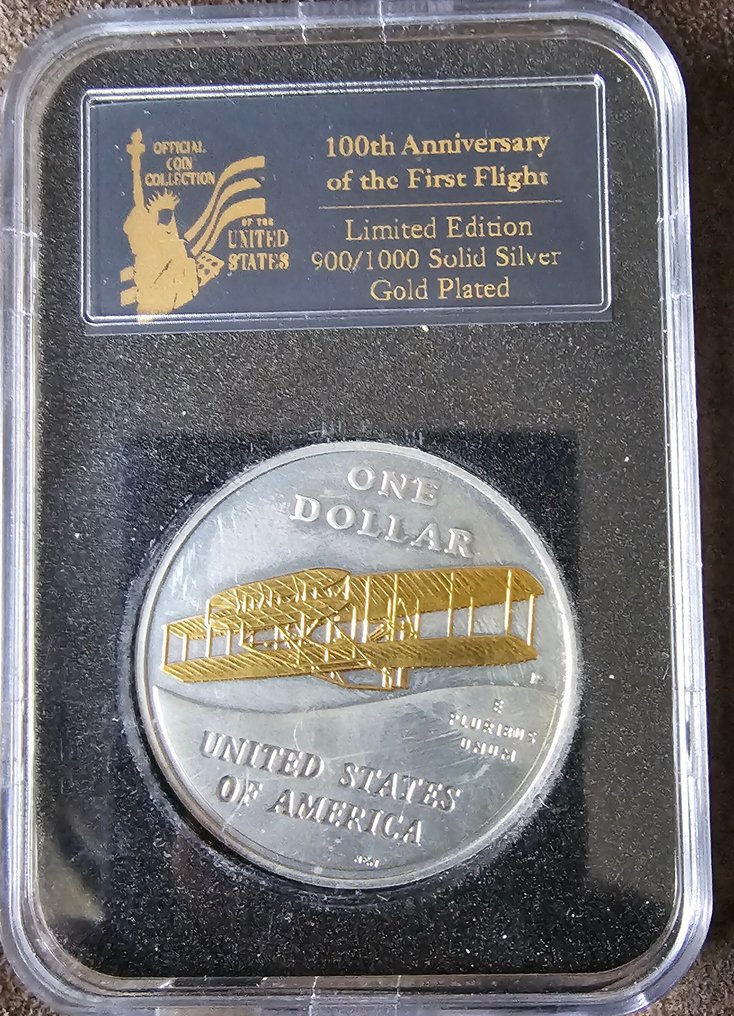 OFFICIAL
COIN
COLLECTION
OF THE
UNITED
STATES
100th Anniversary
of the First Flight
Limited Edition
900/1000 Solid Silver
Gold Plated
ONE
DOLLAR
P
E
PLURIBUS
UNUM
UNITED STATES
OF AMERICA